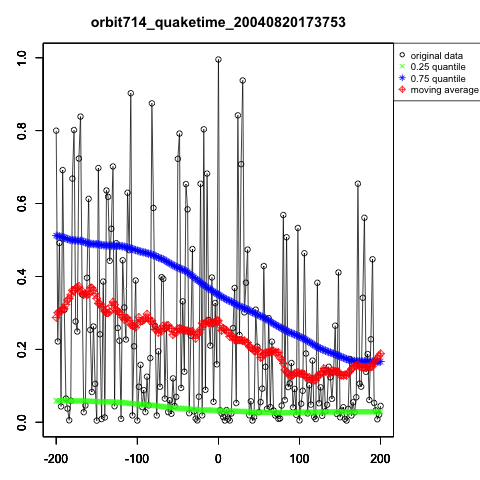 orbit714_quaketime_20040820173753
original data
0.25 quantile
0.75 quantile
moving average
1.0
0.8
0.6
0.4
0.2
0.0
-200 -100 0 100 200